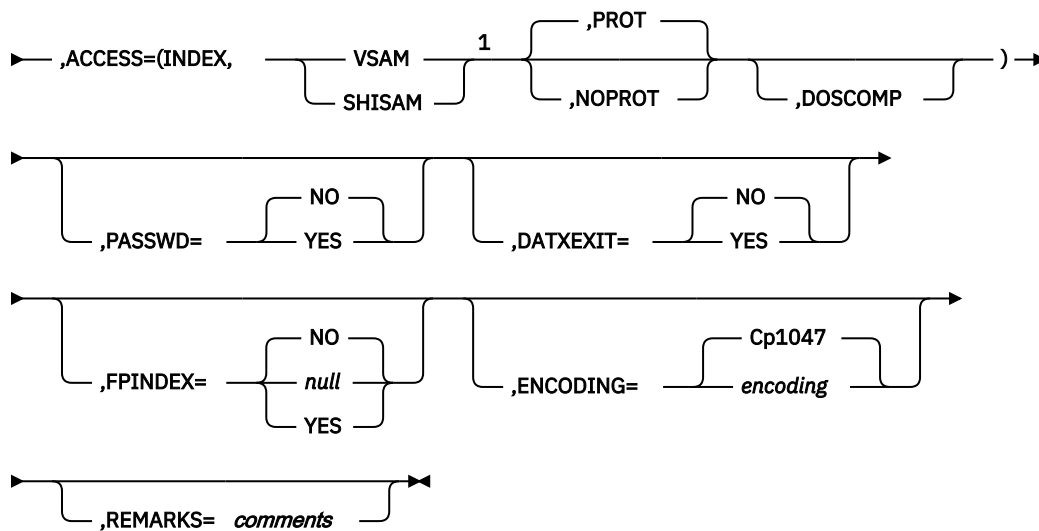 ,PROT
,ACCESS=(INDEX, VSAM 1 )
SHISAM ,NOPROT ,DOSCOMP
NO NO
,PASSWD= YES ,DATXEXIT= YES
NO Cp1047
,FPINDEX= null ,ENCODING= encoding
YES
,REMARKS= comments